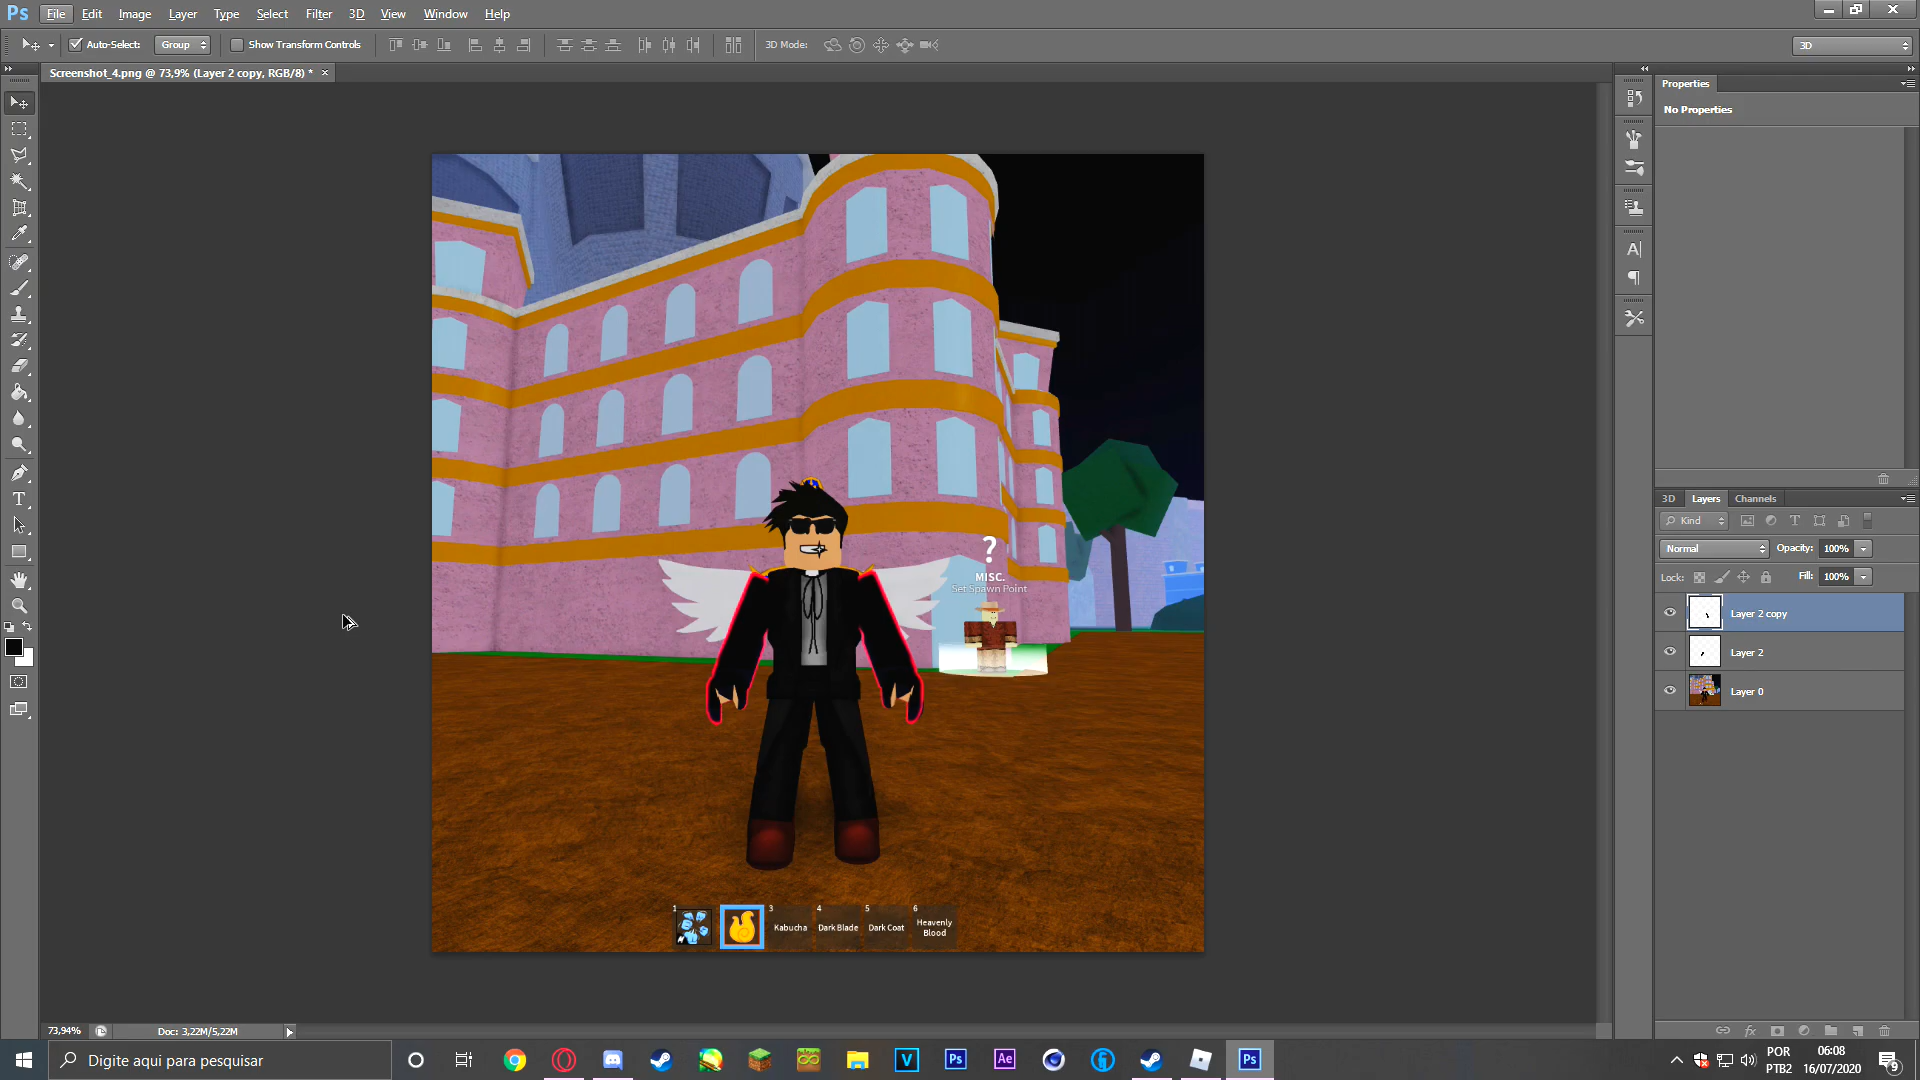 Ps File Edit Image Layer Type Select Filter 3D View Window Help
Auto-Select: Group Show Transform Controls 3D Mode: 3D
Screenshot_4.png @ 73,9% (Layer 2 copy, RGB/8) *
Properties
No Properties
3D Layers Channels
Kind
Normal Opacity: 100%
Lock: Fill: 100%
Layer 2 copy
Layer 2
Layer 0
?
MISC.
Set Spawn Point
1 3 4 5 6
Kabucha Dark Blade Dark Coat Heavenly Blood
73,94% Doc: 3,22M/5,22M
Digite aqui para pesquisar
V Ps Ae Ps
POR
PTB2
06:08
16/07/2020
9